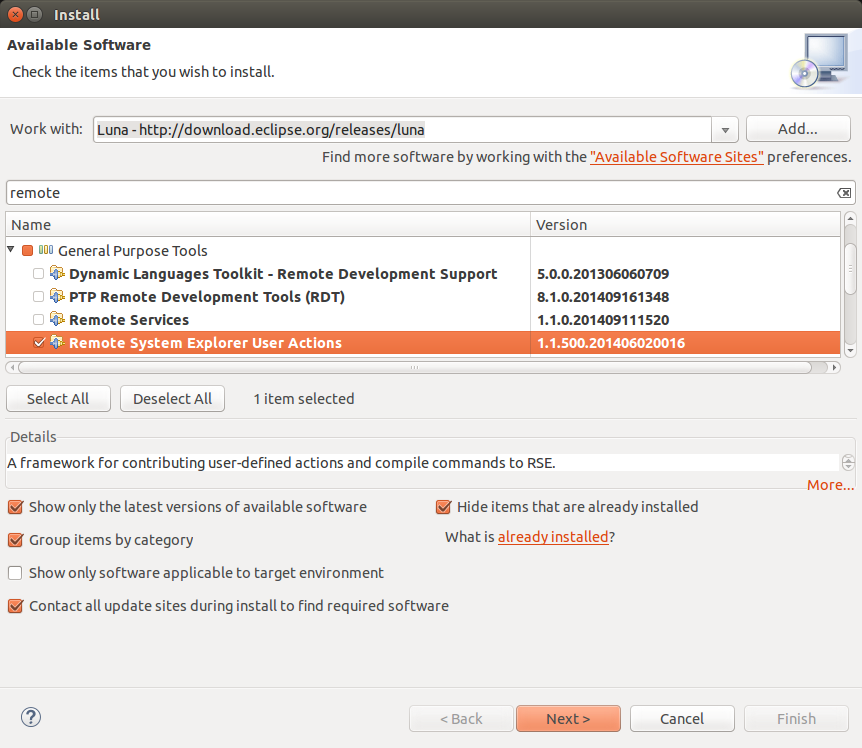 Install
Available Software
Check the items that you wish to install.
Work with: Luna - http://download.eclipse.org/releases/luna Add...
Find more software by working with the "Available Software Sites" preferences.
remote
Name Version
General Purpose Tools
Dynamic Languages Toolkit - Remote Development Support 5.0.0.201306060709
PTP Remote Development Tools (RDT) 8.1.0.201409161348
Remote Services 1.1.0.201409111520
Remote System Explorer User Actions 1.1.500.201406020016
Select All Deselect All 1 item selected
Details
A framework for contributing user-defined actions and compile commands to RSE.
More...
Show only the latest versions of available software Hide items that are already installed
Group items by category What is already installed?
Show only software applicable to target environment
Contact all update sites during install to find required software
? < Back Next > Cancel Finish